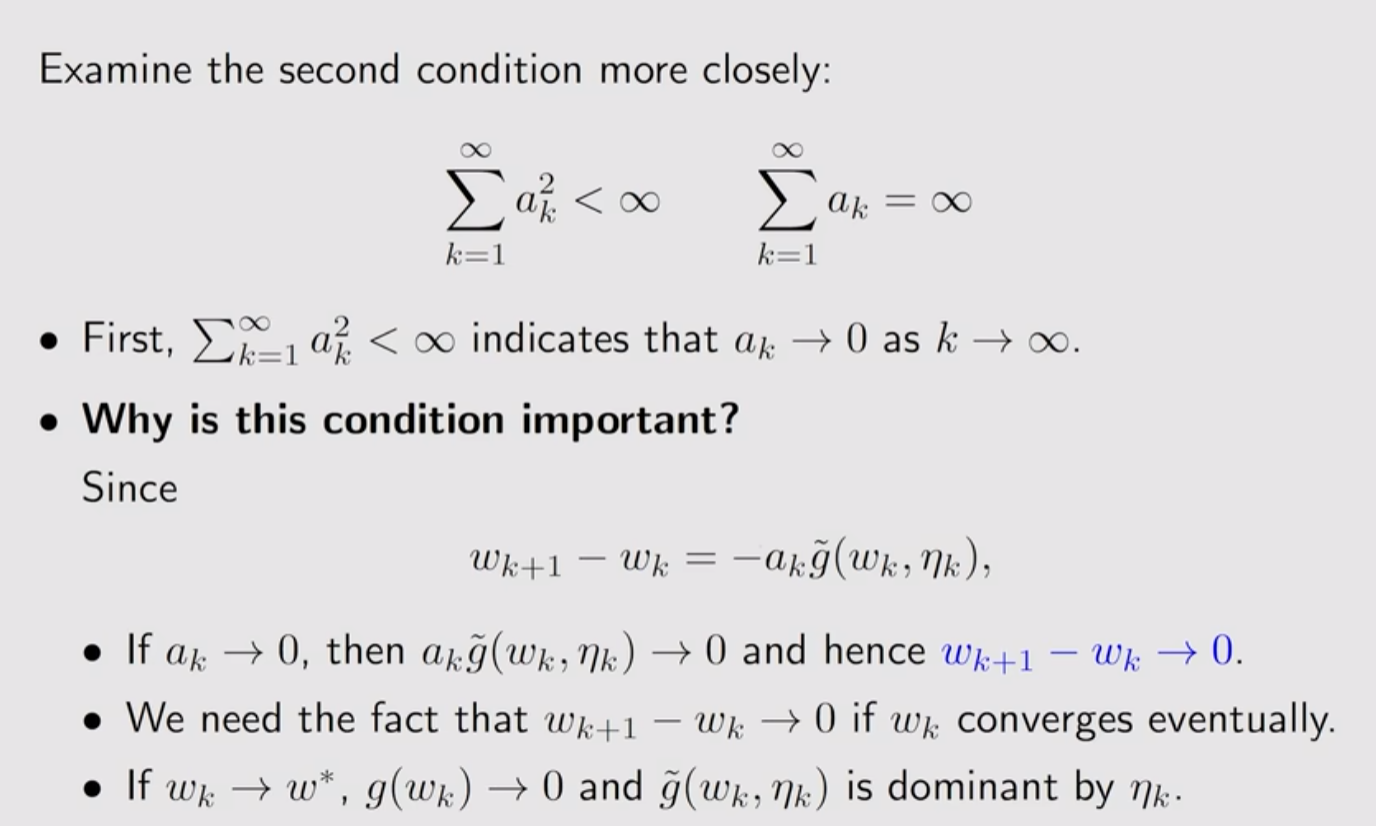 Examine the second condition more closely:
$\sum_{k=1}^{\infty} a_k^2 < \infty \qquad \sum_{k=1}^{\infty} a_k = \infty$
• First, $\sum_{k=1}^{\infty} a_k^2 < \infty$ indicates that $a_k \to 0$ as $k \to \infty$.
• Why is this condition important?
Since
$w_{k+1} - w_k = -a_k \tilde{g}(w_k, \eta_k),$
• If $a_k \to 0$, then $a_k \tilde{g}(w_k, \eta_k) \to 0$ and hence $w_{k+1} - w_k \to 0$.
• We need the fact that $w_{k+1} - w_k \to 0$ if $w_k$ converges eventually.
• If $w_k \to w^*$, $g(w_k) \to 0$ and $\tilde{g}(w_k, \eta_k)$ is dominant by $\eta_k$.